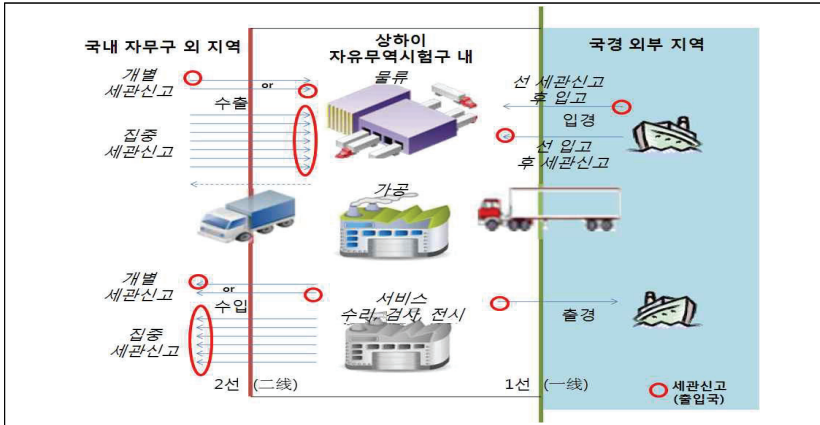 국내 자무구 외 지역
상하이
자유무역시험구 내
국경 외부 지역
개별
세관신고
or
수출
집중
세관신고
물류
선 세관신고
후 입고
입경
선 입고
후 세관신고
가공
개별
세관신고
or
수입
집중
세관신고
서비스
수리, 검사, 전시
출경
2선 (二线)
1선 (一线)
세관신고
(출입국)